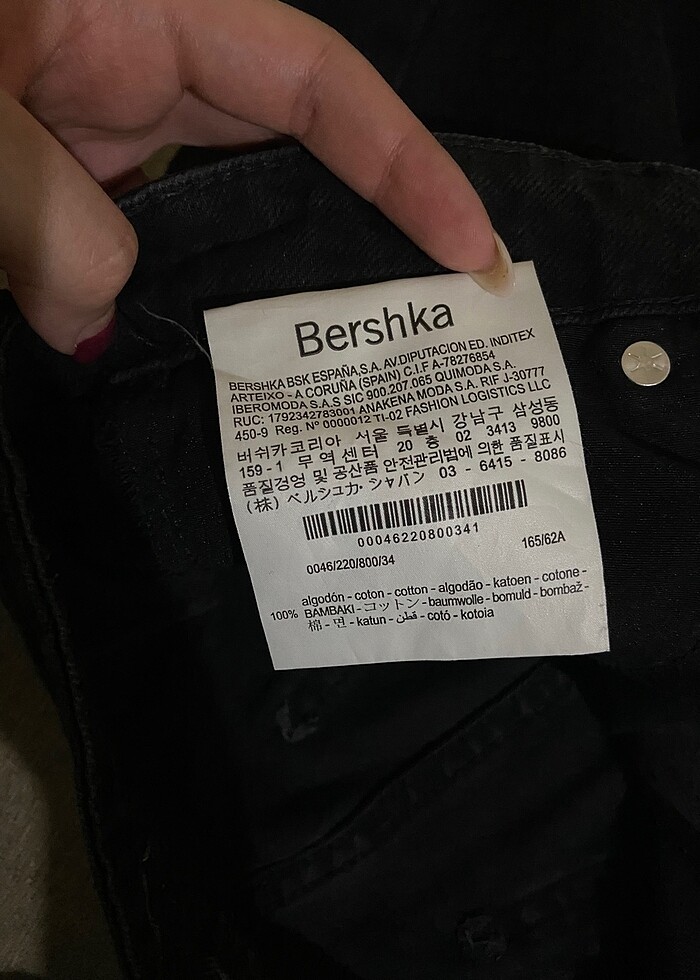 Bershka
BERSHKA BSK ESPAÑA,S.A. AV.DIPUTACION ED. INDITEX
ARTEIXO - A CORUÑA (SPAIN) C.I.F A-78276854
IBEROMODA S.A.S SIC 900.207.065 QUIMODA S.A.
RUC: 1792342783001 ANAKENA MODA S.A. RIF J-30777
450-9 Reg. Nº 0000012 TI-02 FASHION LOGISTICS LLC
버쉬카코리아 서울 특별시 강남구 삼성동
159-1 무역센터 20 층 02 3413 9800
품질경영 및 공산품 안전관리법에 의한 품질표시
(株) ベルシュカ・ジャパン 03 - 6415 - 8086
00046220800341
0046/220/800/34 165/62A
algodón - coton - cotton - algodão - katoen - cotone -
100% BAMBAKI - コットン - baumwolle - bomuld - bombaž -
棉 - 면 - katun - قطن - cotó - kotoia